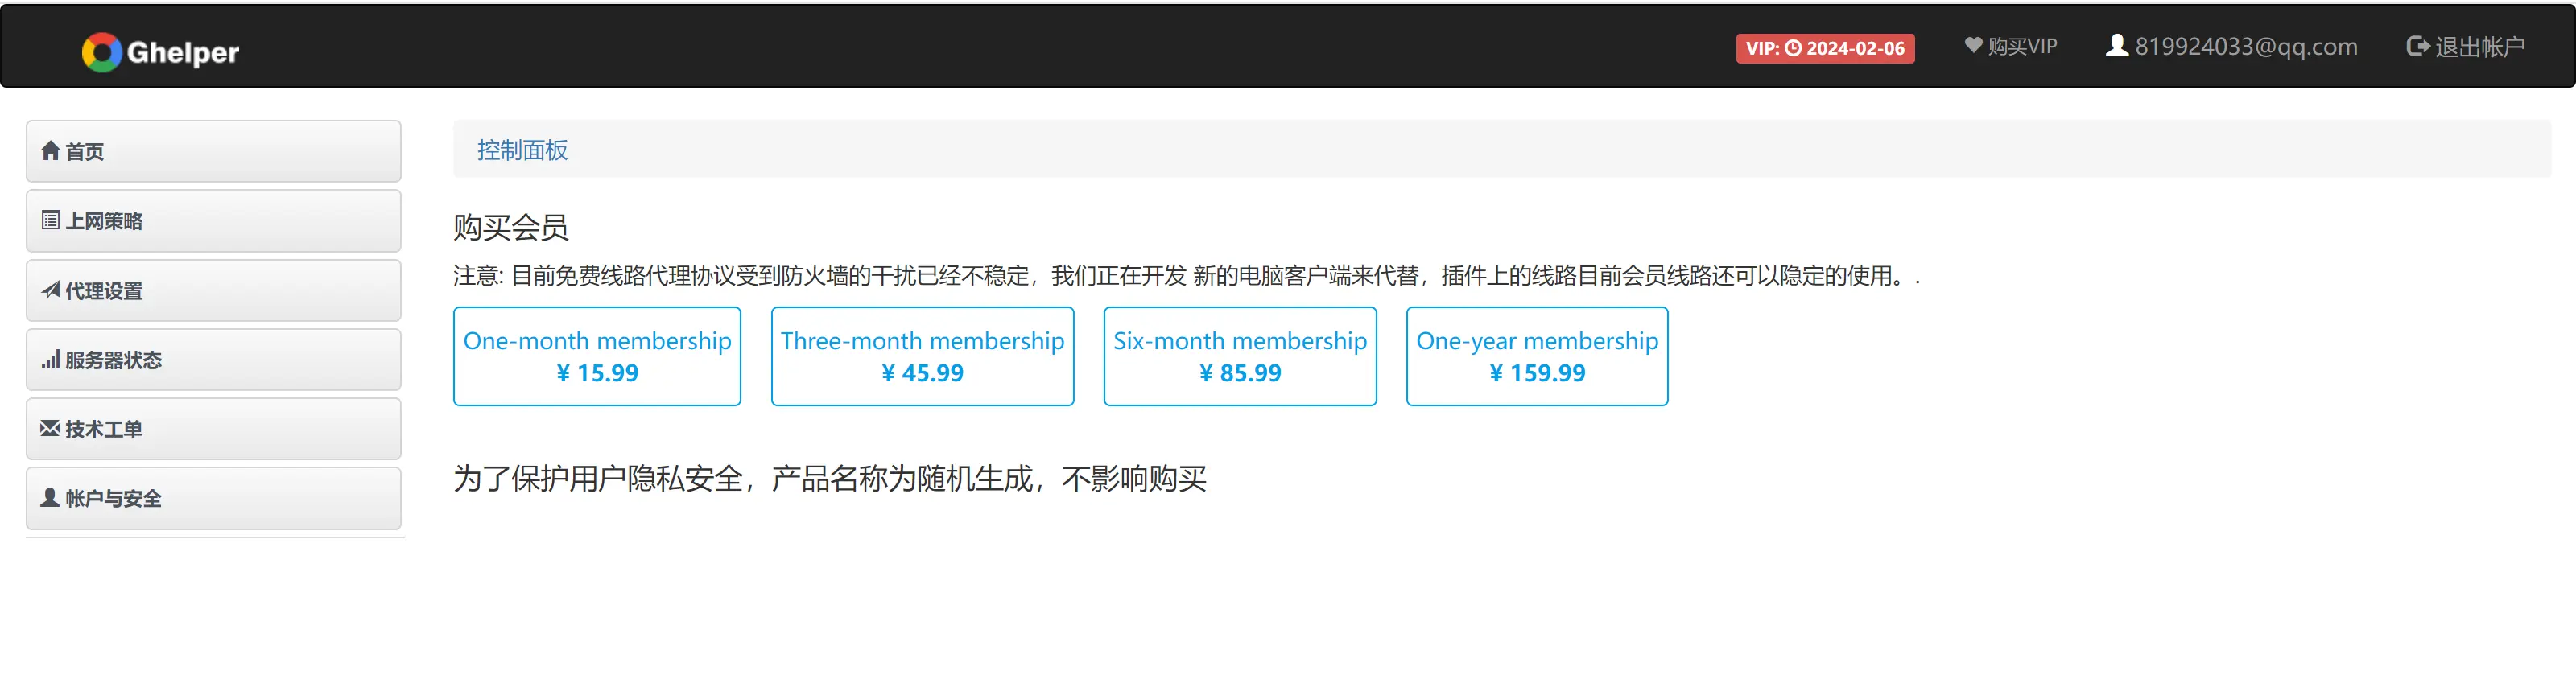 Ghelper
VIP: 2024-02-06
购买VIP
819924033@qq.com
退出帐户
首页
上网策略
代理设置
服务器状态
技术工单
帐户与安全
控制面板
购买会员
注意: 目前免费线路代理协议受到防火墙的干扰已经不稳定，我们正在开发 新的电脑客户端来代替，插件上的线路目前会员线路还可以隐定的使用。.
One-month membership
¥ 15.99
Three-month membership
¥ 45.99
Six-month membership
¥ 85.99
One-year membership
¥ 159.99
为了保护用户隐私安全，产品名称为随机生成，不影响购买